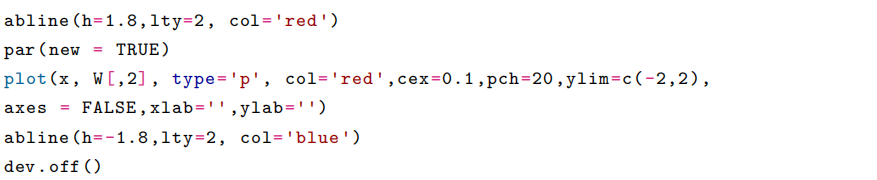 abline(h=1.8,lty=2, col='red')
par(new = TRUE)
plot(x, W[,2], type='p', col='red',cex=0.1,pch=20,ylim=c(-2,2),
axes = FALSE,xlab='',ylab='')
abline(h=-1.8,lty=2, col='blue')
dev.off()